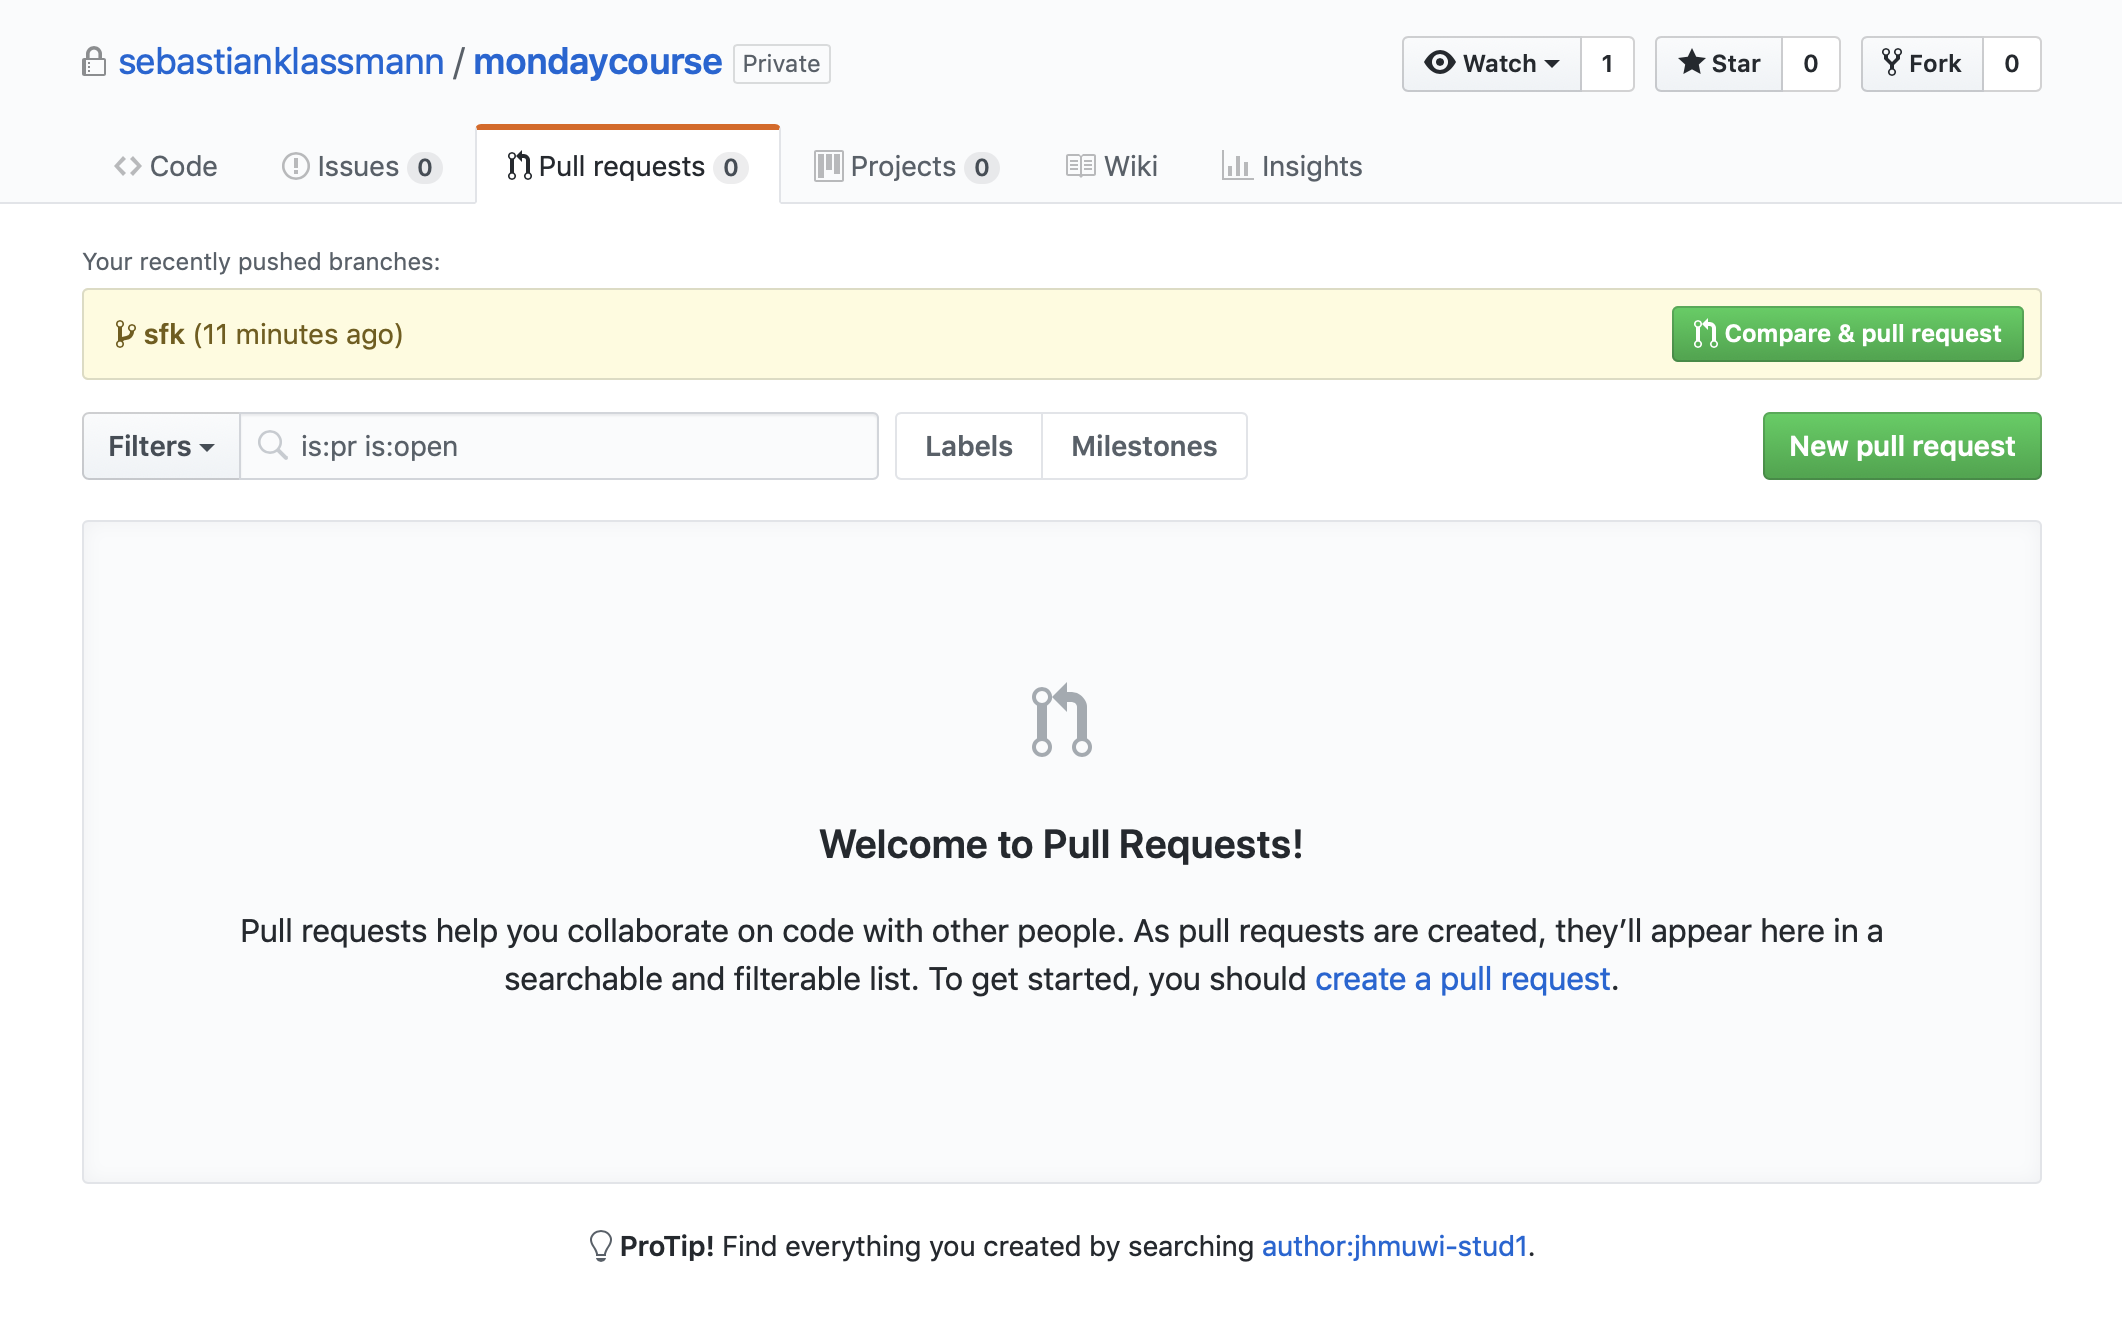 sebastianklassmann / mondaycourse Private Watch 1 Star 0 Fork 0
Code Issues 0 Pull requests 0 Projects 0 Wiki Insights
Your recently pushed branches:
sfk (11 minutes ago) Compare & pull request
Filters is:pr is:open Labels Milestones New pull request
Welcome to Pull Requests!
Pull requests help you collaborate on code with other people. As pull requests are created, they’ll appear here in a
searchable and filterable list. To get started, you should create a pull request.
ProTip! Find everything you created by searching author:jhmuwi-stud1.